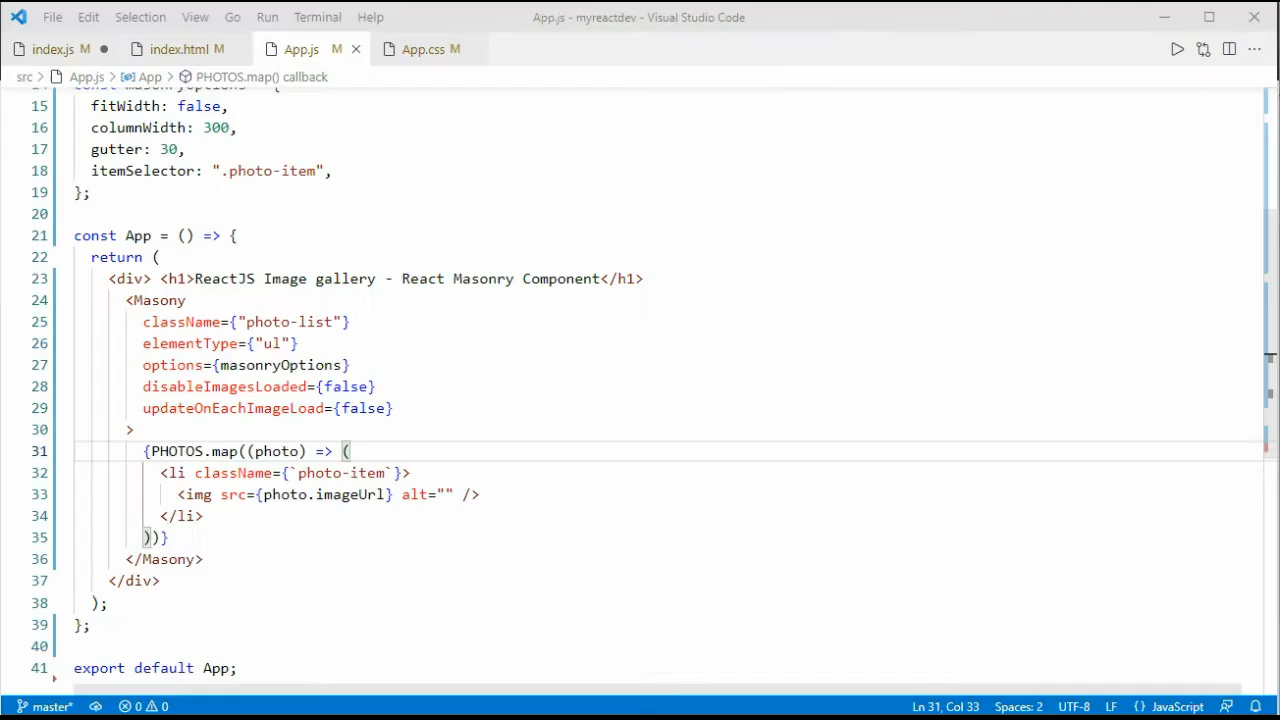 File Edit Selection View Go Run Terminal Help App.js - myreactdev - Visual Studio Code
index.js M index.html M App.js M App.css M
src App.js App PHOTOS.map() callback
15 fitWidth: false,
16 columnWidth: 300,
17 gutter: 30,
18 itemSelector: ".photo-item",
19 };
20
21 const App = () => {
22 return (
23 <div> <h1>ReactJS Image gallery - React Masonry Component</h1>
24 <Masony
25 className={"photo-list"}
26 elementType={"ul"}
27 options={masonryOptions}
28 disableImagesLoaded={false}
29 updateOnEachImageLoad={false}
30 >
31 {PHOTOS.map((photo) => (
32 <li className={`photo-item`}>
33 <img src={photo.imageUrl} alt="" />
34 </li>
35 ))}
36 </Masony>
37 </div>
38 );
39 };
40
41 export default App;
master* 0 0 Ln 31, Col 33 Spaces: 2 UTF-8 LF {} JavaScript